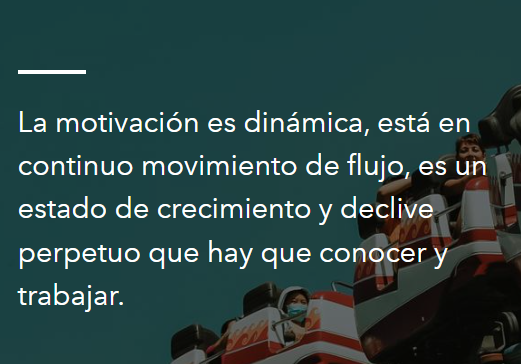 La motivación es dinámica, está en
continuo movimiento de flujo, es un
estado de crecimiento y declive
perpetuo que hay que conocer y
trabajar.